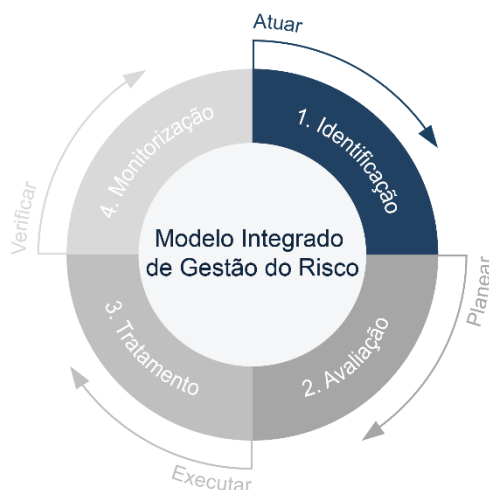 Atuar
1. Identificação
Planear
2. Avaliação
Executar
3. Tratamento
Verificar
4. Monitorização
Modelo Integrado
de Gestão do Risco